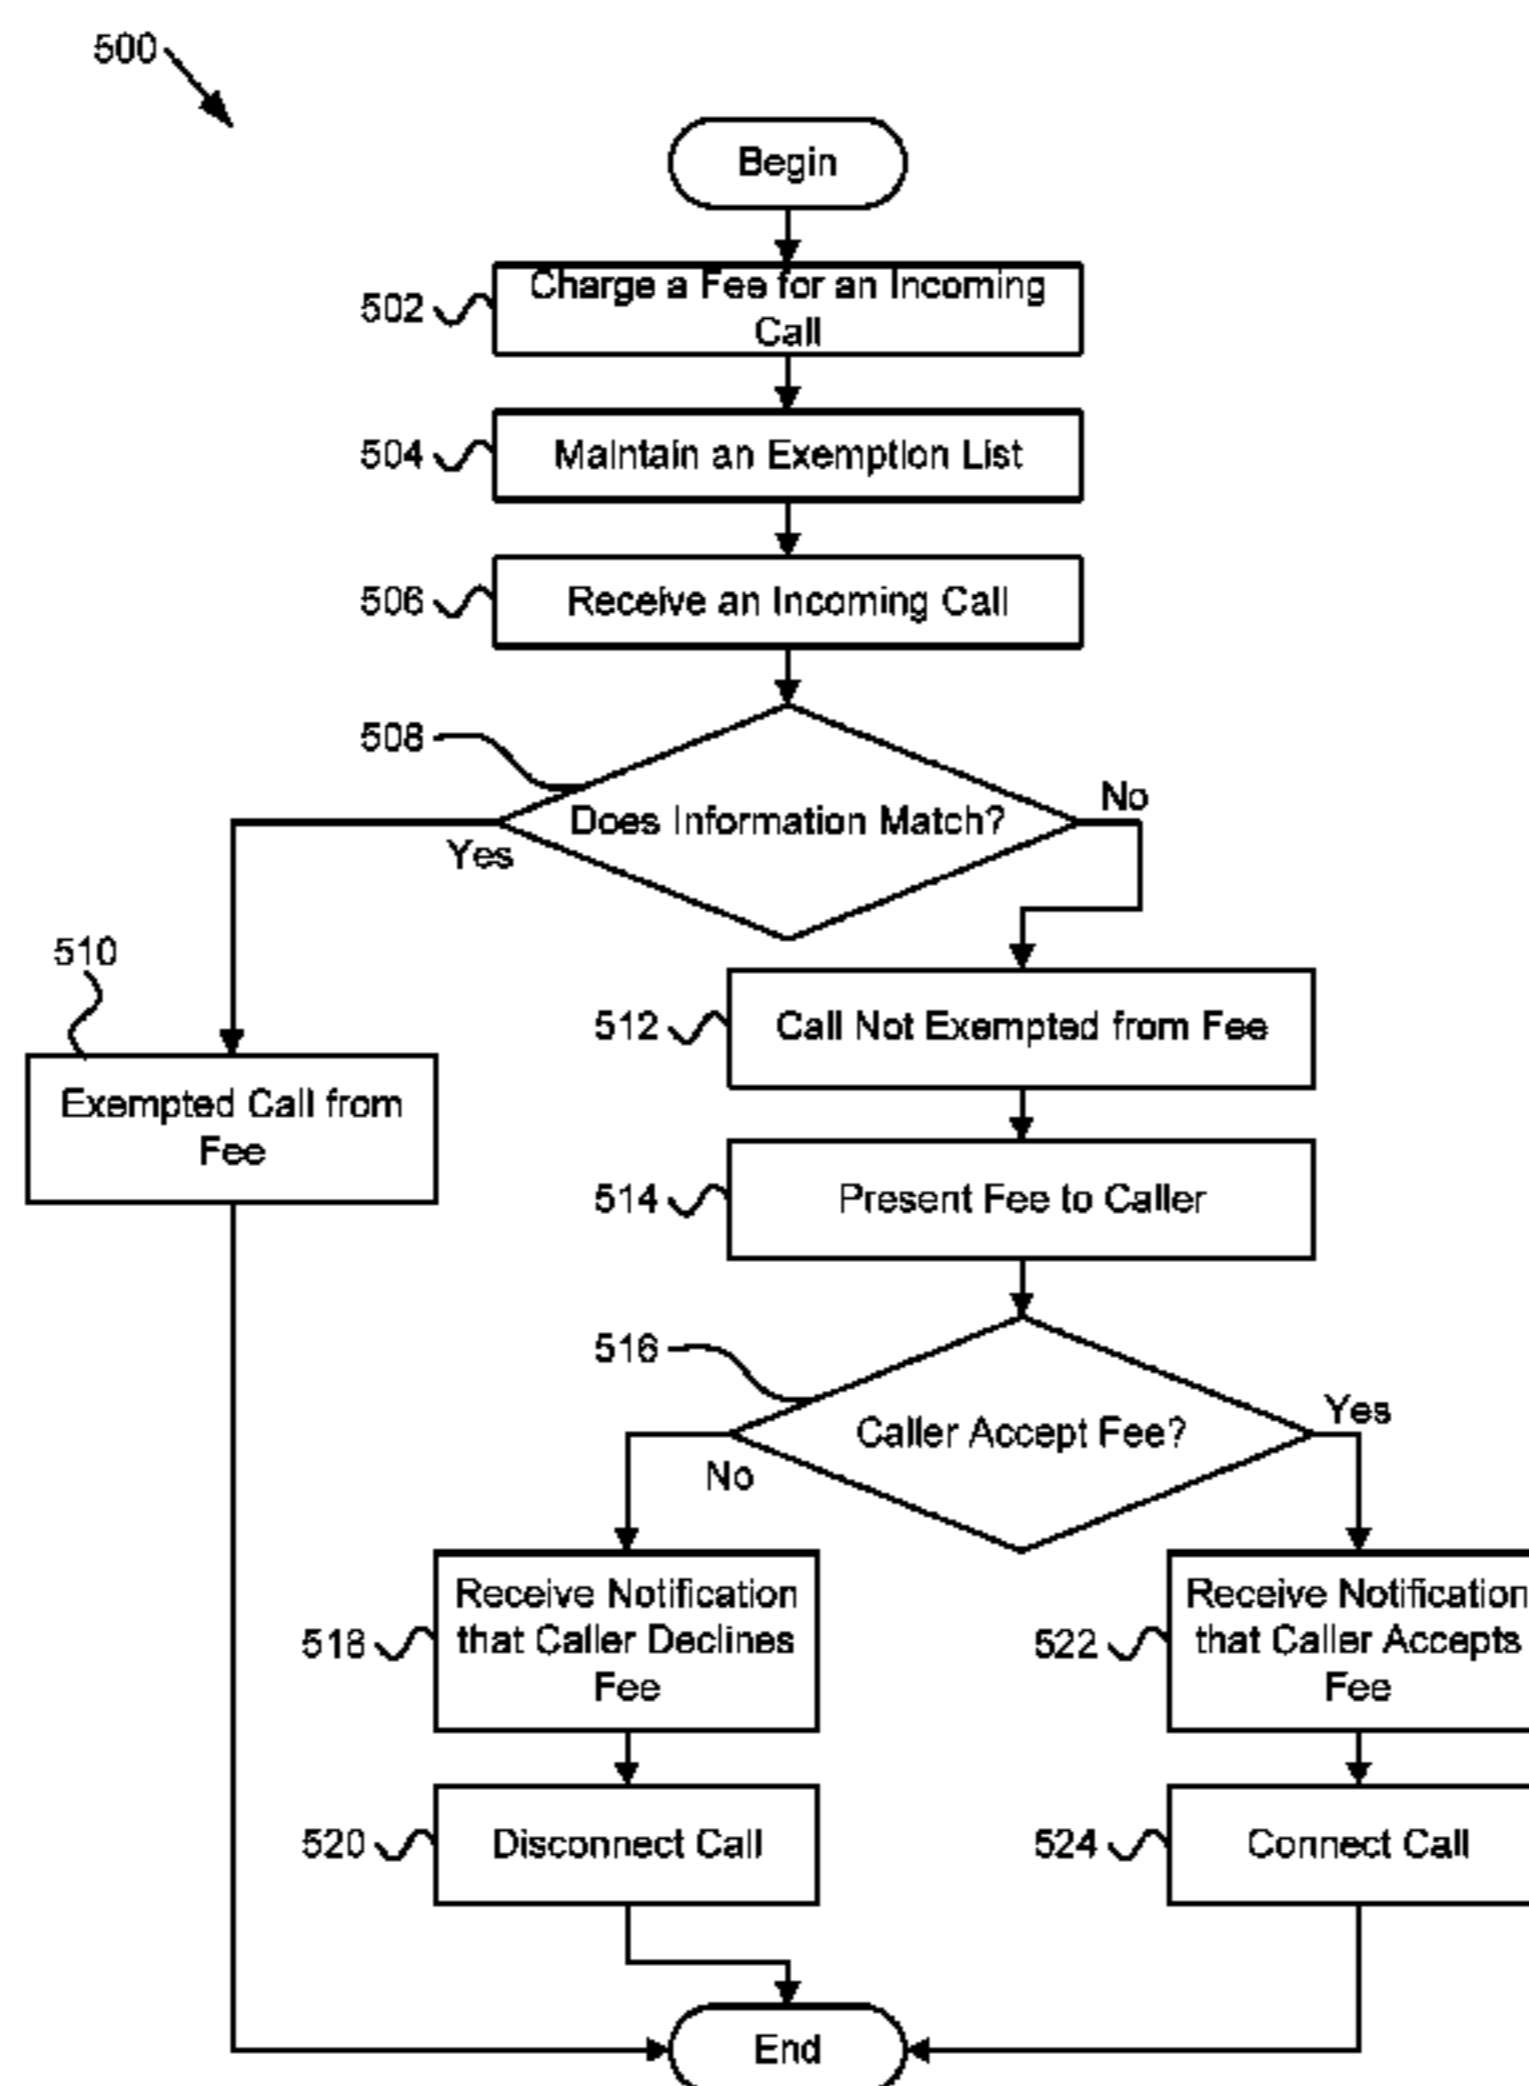 500
Begin
502
Charge a Fee for an Incoming
Call
504
Maintain an Exemption List
506
Receive an Incoming Call
508
Does Information Match?
No
Yes
510
Exempted Call from
Fee
512
Call Not Exempted from Fee
514
Present Fee to Caller
516
Caller Accept Fee?
Yes
No
518
Receive Notification
that Caller Declines
Fee
522
Receive Notification
that Caller Accepts
Fee
520
Disconnect Call
524
Connect Call
End